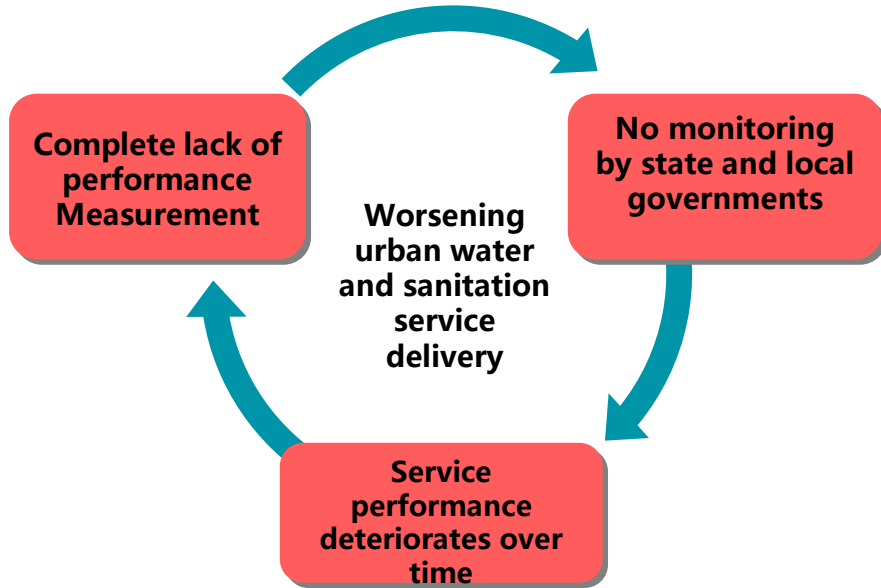 Complete lack of
performance
Measurement
No monitoring
by state and local
governments
Worsening
urban water
and sanitation
service
delivery
Service
performance
deteriorates over
time